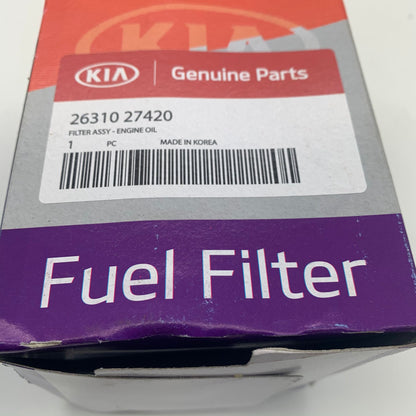 KIA
KIA Genuine Parts
26310 27420
FILTER ASSY - ENGINE OIL
1 PC MADE IN KOREA
Fuel Filter